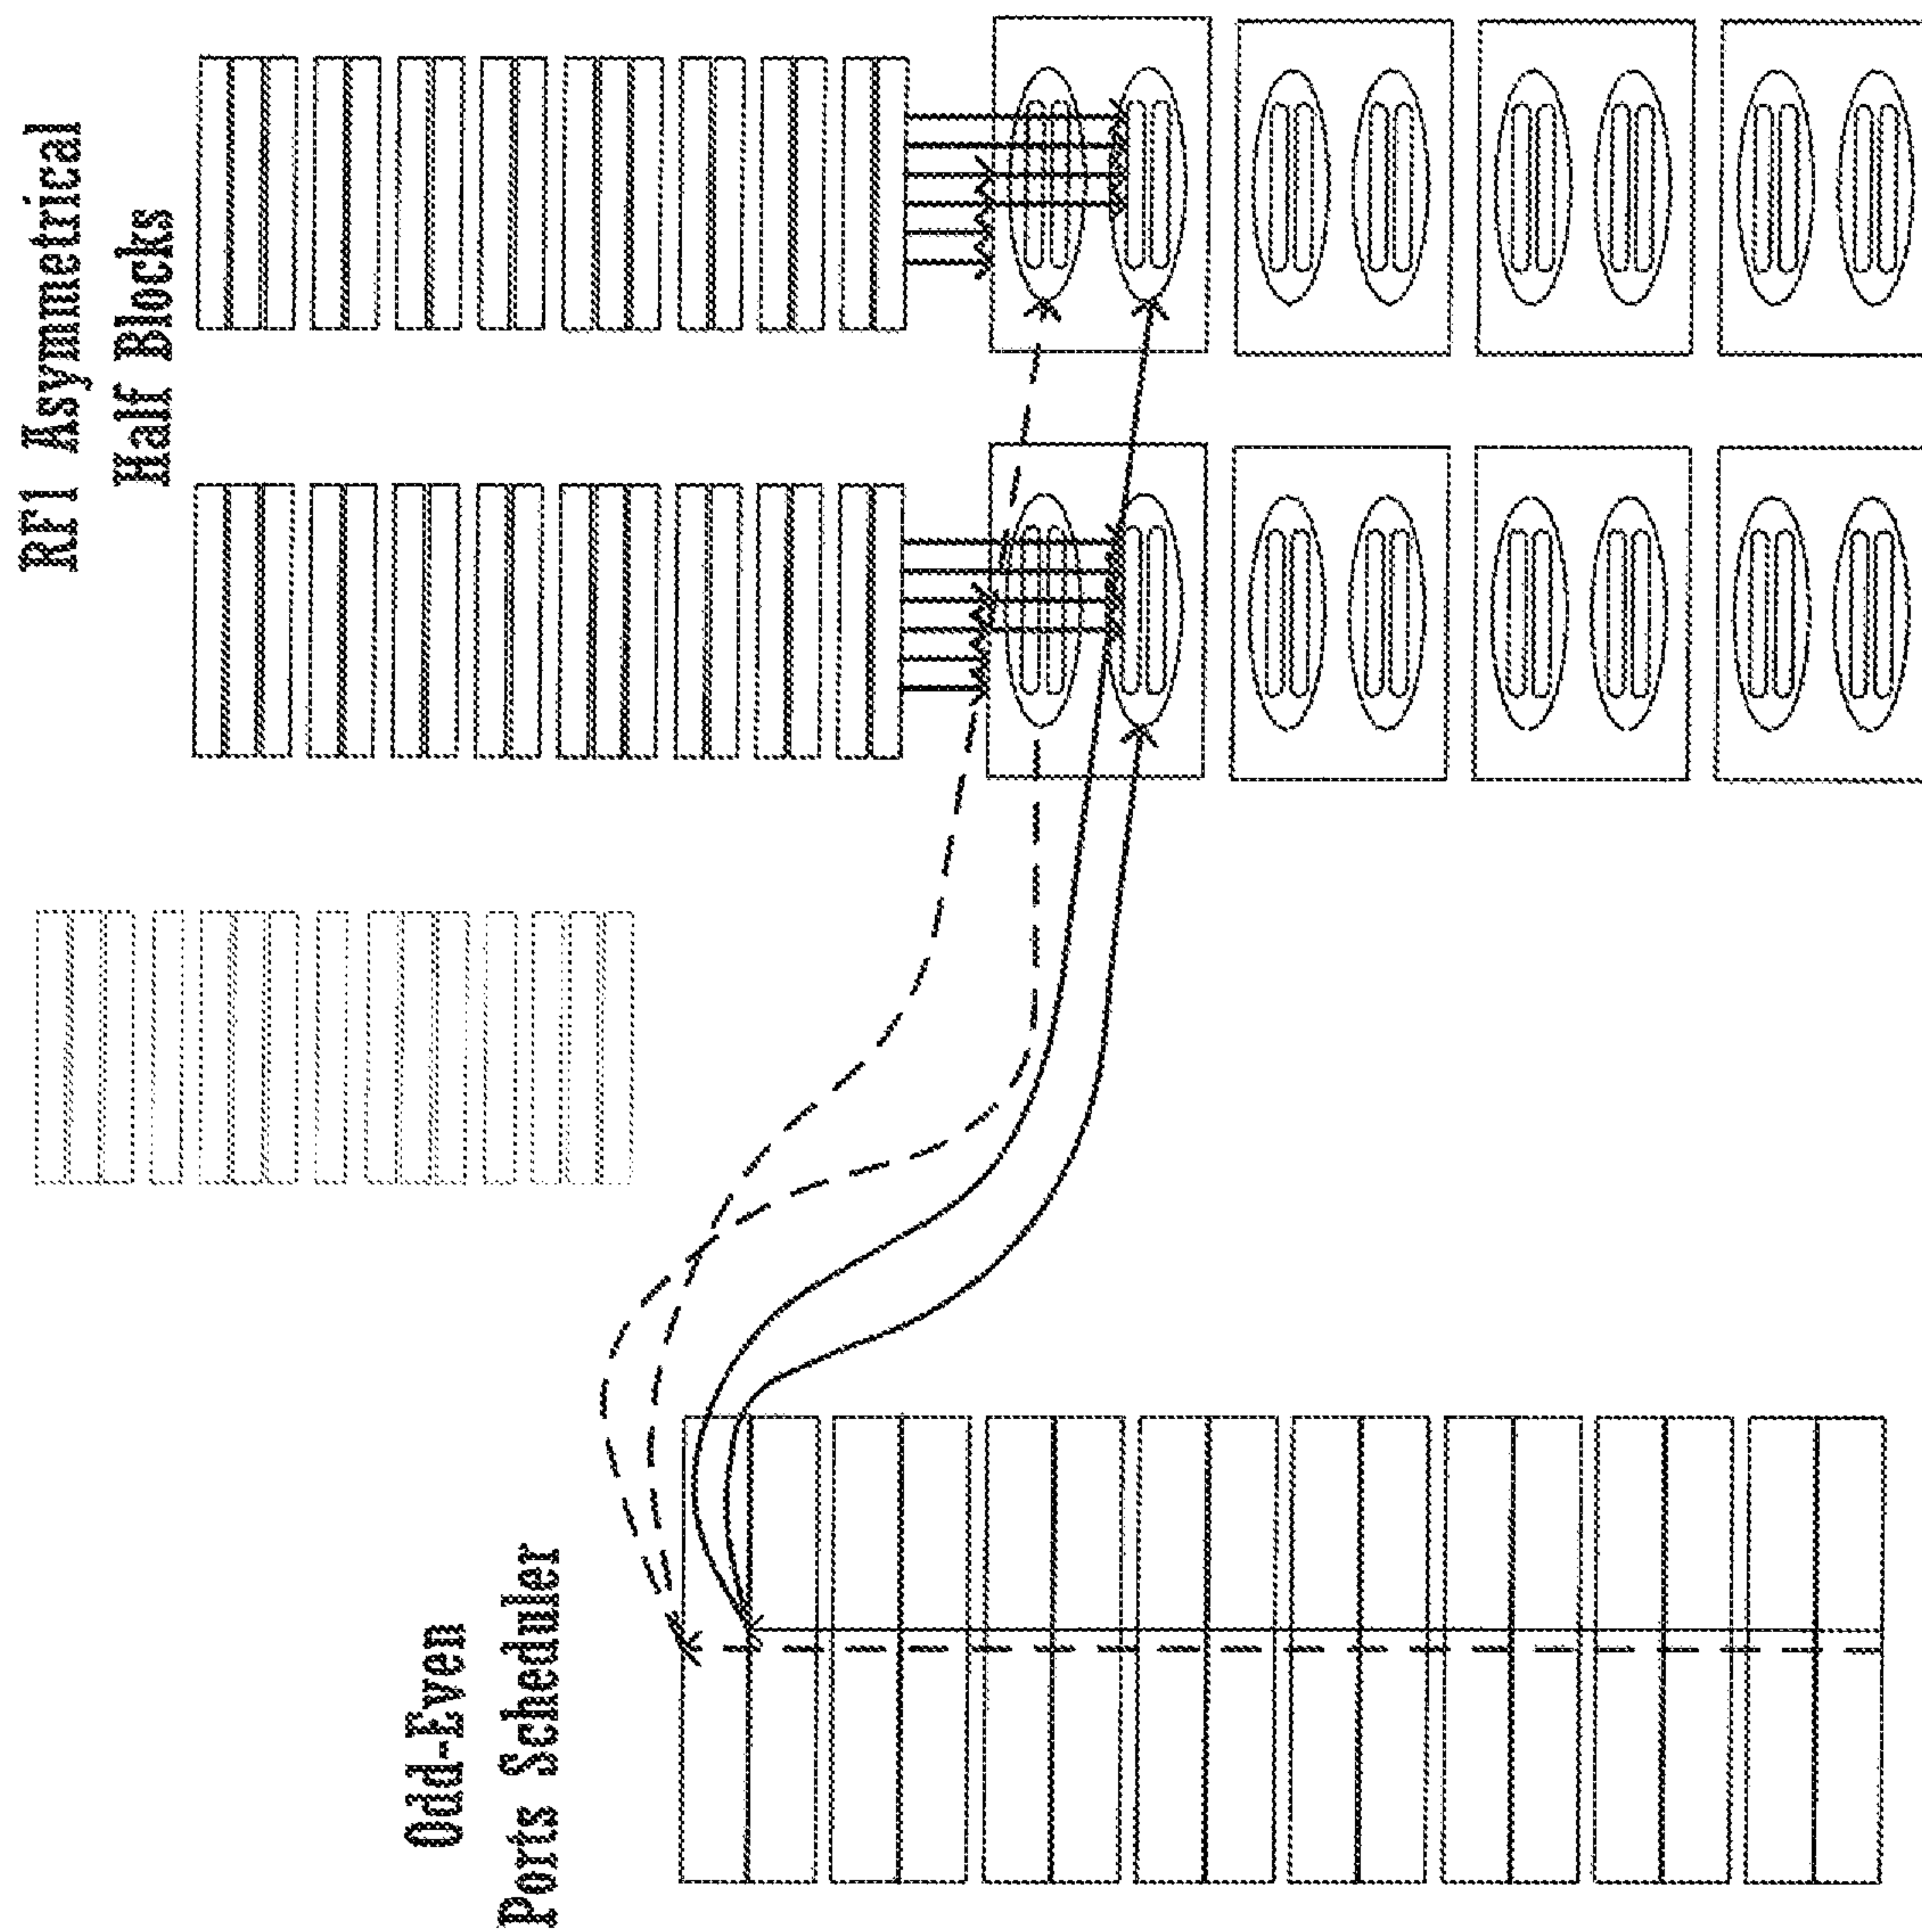 RF1 Asymmetrical
Half Blocks
Odd-Even
Ports Scheduler